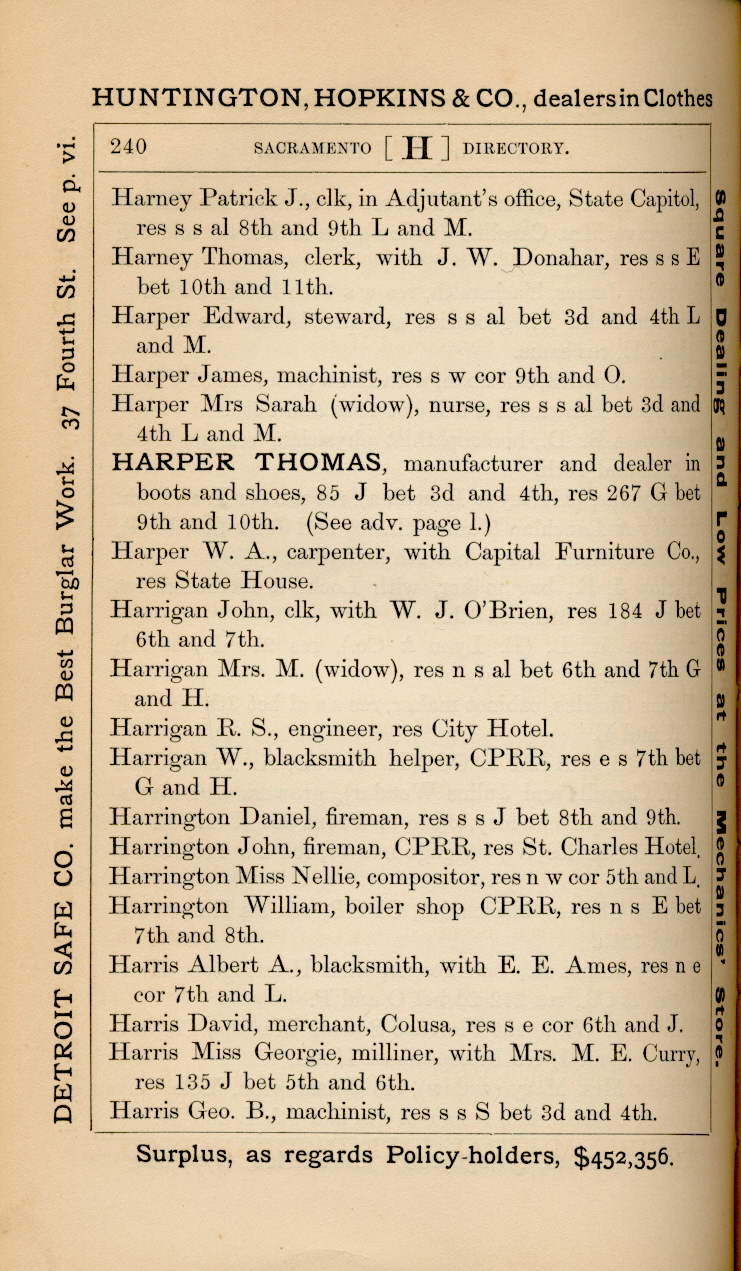 HUNTINGTON, HOPKINS & CO., dealers in Clothes
240 SACRAMENTO [ H ] DIRECTORY.
Harney Patrick J., clk, in Adjutant's office, State Capitol,
res s s al 8th and 9th L and M.
Harney Thomas, clerk, with J. W. Donahar, res s s E
bet 10th and 11th.
Harper Edward, steward, res s s al bet 3d and 4th L
and M.
Harper James, machinist, res s w cor 9th and O.
Harper Mrs Sarah (widow), nurse, res s s al bet 3d and
4th L and M.
HARPER THOMAS, manufacturer and dealer in
boots and shoes, 85 J bet 3d and 4th, res 267 G bet
9th and 10th. (See adv. page l.)
Harper W. A., carpenter, with Capital Furniture Co.,
res State House.
Harrigan John, clk, with W. J. O'Brien, res 184 J bet
6th and 7th.
Harrigan Mrs. M. (widow), res n s al bet 6th and 7th G
and H.
Harrigan R. S., engineer, res City Hotel.
Harrigan W., blacksmith helper, CPRR, res e s 7th bet
G and H.
Harrington Daniel, fireman, res s s J bet 8th and 9th.
Harrington John, fireman, CPRR, res St. Charles Hotel.
Harrington Miss Nellie, compositor, res n w cor 5th and L.
Harrington William, boiler shop CPRR, res n s E bet
7th and 8th.
Harris Albert A., blacksmith, with E. E. Ames, res n e
cor 7th and L.
Harris David, merchant, Colusa, res s e cor 6th and J.
Harris Miss Georgie, milliner, with Mrs. M. E. Curry,
res 135 J bet 5th and 6th.
Harris Geo. B., machinist, res s s S bet 3d and 4th.
Surplus, as regards Policy-holders, $452,356.
DETROIT SAFE CO. make the Best Burglar Work. 37 Fourth St. See p. vi.
Square Dealing and Low Prices at the Mechanics' Store.